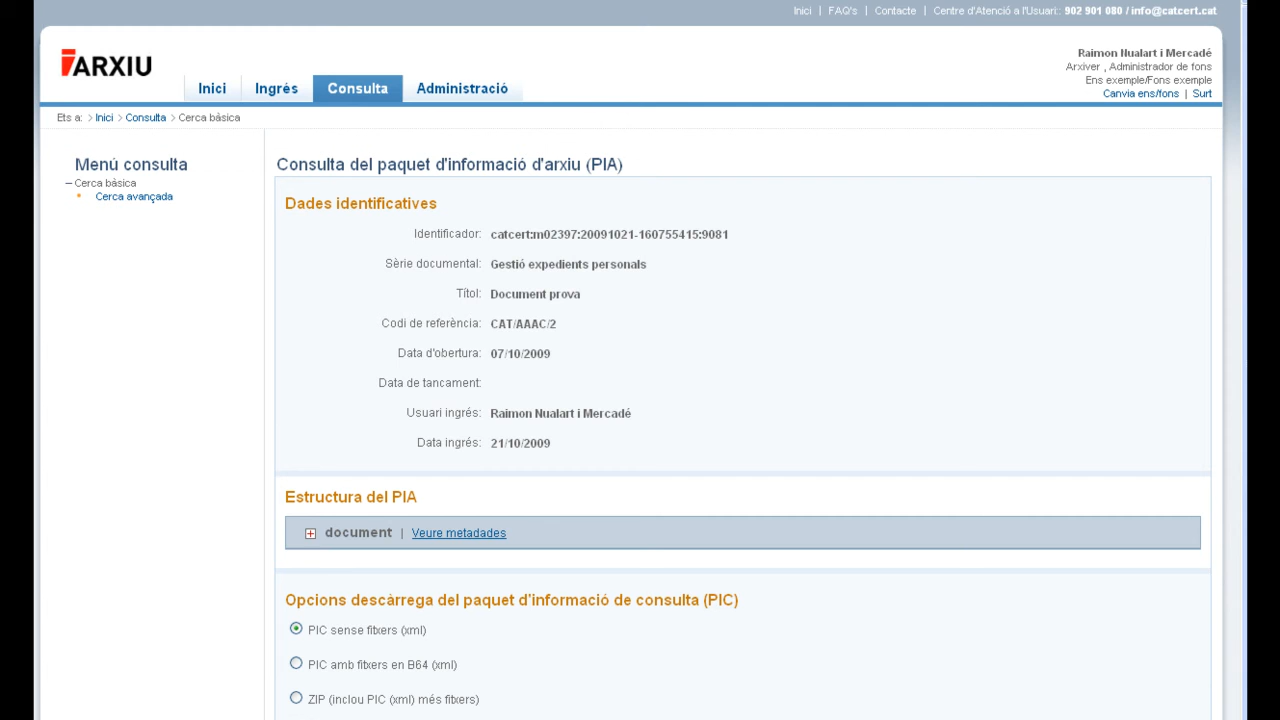 Inici | FAQ's | Contacte | Centre d'Atenció a l'Usuari:: 902 901 080 / info@catcert.cat
iARXIU
Raimon Nualart i Mercadé
Arxiver , Administrador de fons
Ens exemple/Fons exemple
Canvia ens/fons | Surt
Inici
Ingrés
Consulta
Administració
Ets a: > Inici > Consulta > Cerca bàsica
Menú consulta
Cerca bàsica
Cerca avançada
Consulta del paquet d'informació d'arxiu (PIA)
Dades identificatives
Identificador: catcert:m02397:20091021-160755415:9081
Sèrie documental: Gestió expedients personals
Títol: Document prova
Codi de referència: CAT/AAAC/2
Data d'obertura: 07/10/2009
Data de tancament:
Usuari ingrés: Raimon Nualart i Mercadé
Data ingrés: 21/10/2009
Estructura del PIA
document | Veure metadades
Opcions descàrrega del paquet d'informació de consulta (PIC)
PIC sense fitxers (xml)
PIC amb fitxers en B64 (xml)
ZIP (inclou PIC (xml) més fitxers)